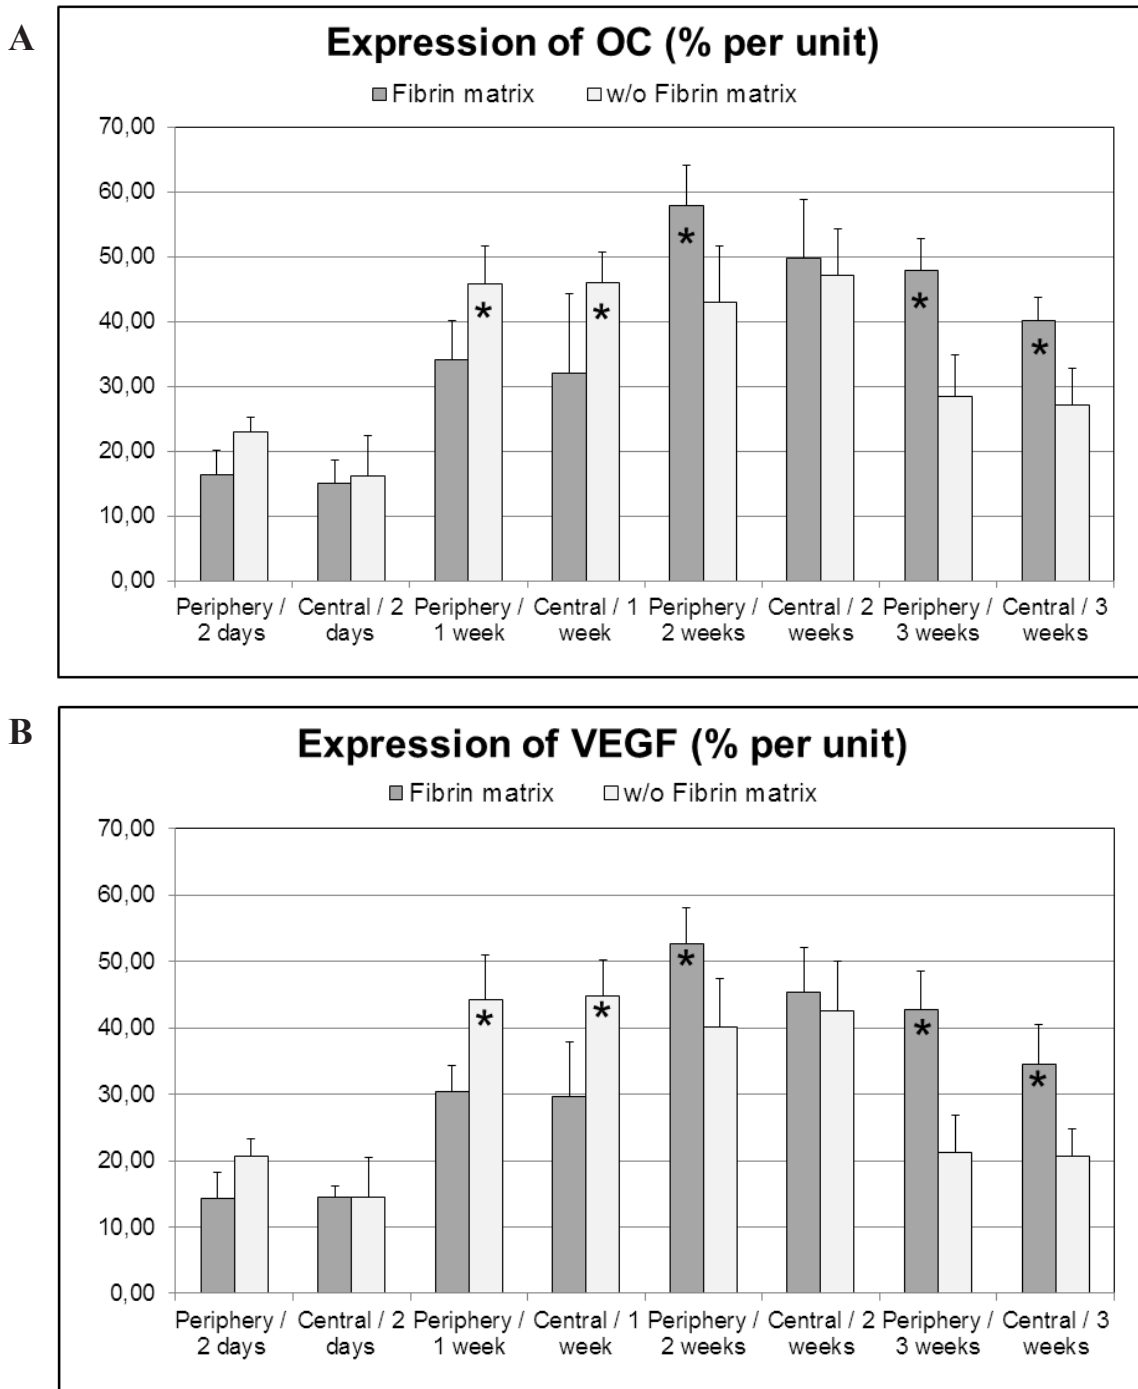 A
Expression of OC (% per unit)
Fibrin matrix w/o Fibrin matrix
70,00
60,00
50,00
40,00
30,00
20,00
10,00
0,00
* * * * *
Periphery / Central / 2 Periphery / Central / 1 Periphery / Central / 2 Periphery / Central / 3
2 days days 1 week week 2 weeks weeks 3 weeks weeks
B
Expression of VEGF (% per unit)
Fibrin matrix w/o Fibrin matrix
70,00
60,00
50,00
40,00
30,00
20,00
10,00
0,00
* * * * *
Periphery / Central / 2 Periphery / Central / 1 Periphery / Central / 2 Periphery / Central / 3
2 days days 1 week week 2 weeks weeks 3 weeks weeks